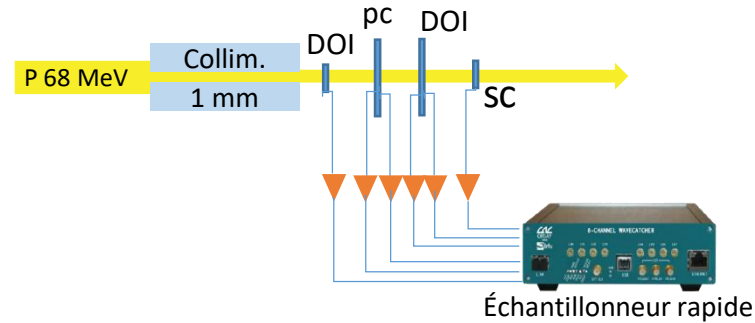 pc
DOI
DOI
Collim.
P 68 MeV
1 mm
SC
8-CHANNEL WAVECATCHER
Échantillonneur rapide